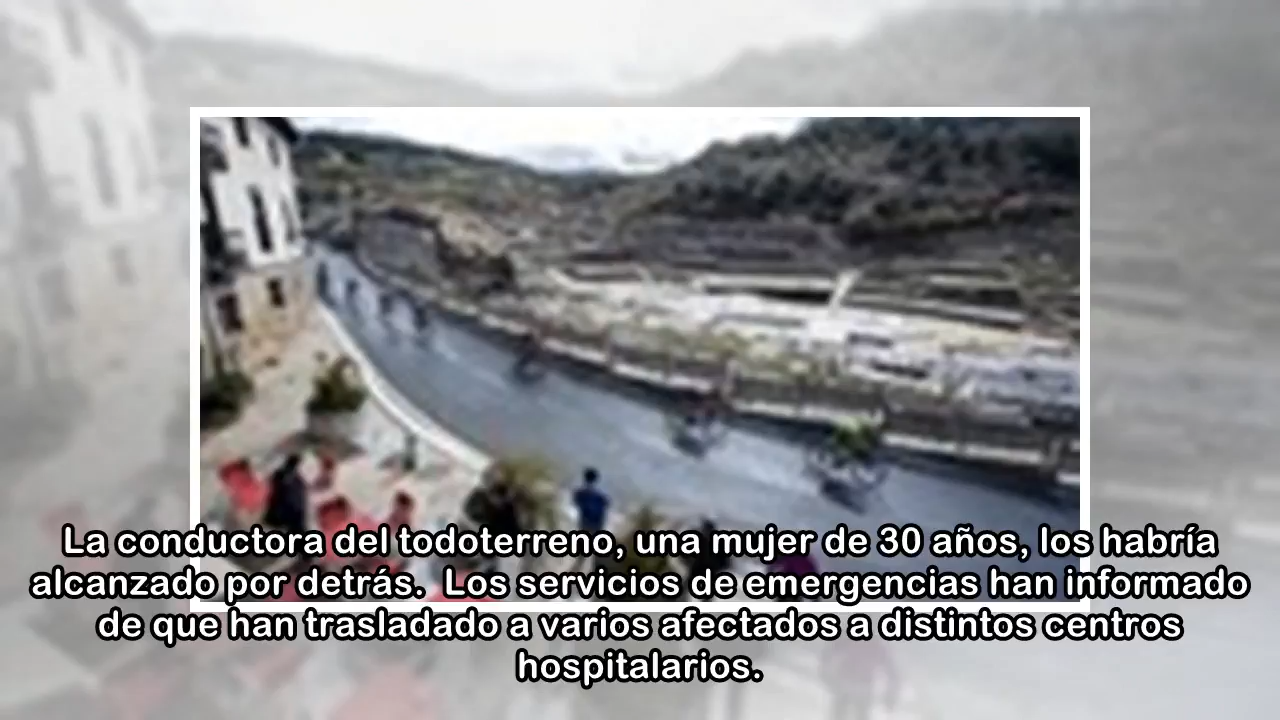 La conductora del todoterreno, una mujer de 30 años, los habría
alcanzado por detrás.  Los servicios de emergencias han informado
de que han trasladado a varios afectados a distintos centros
hospitalarios.